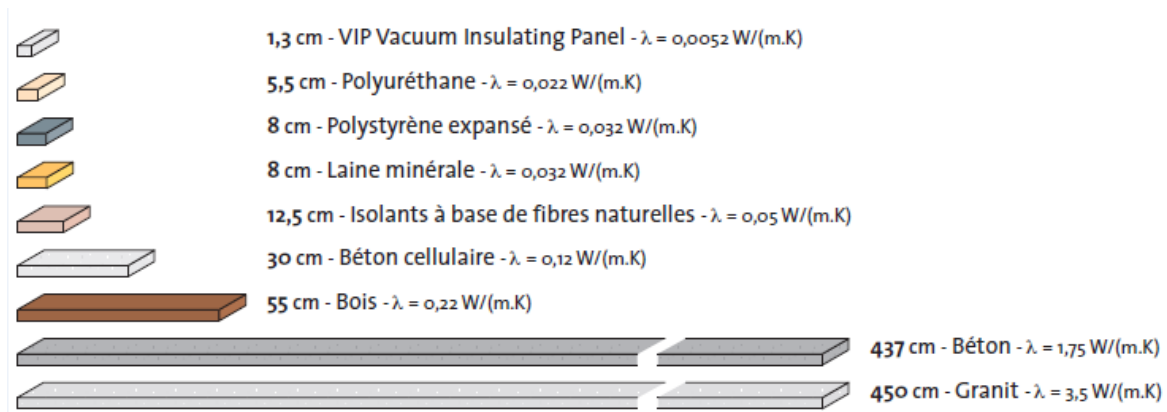 1,3 cm - VIP Vacuum Insulating Panel - λ = 0,0052 W/(m.K)
5,5 cm - Polyuréthane - λ = 0,022 W/(m.K)
8 cm - Polystyrène expansé - λ = 0,032 W/(m.K)
8 cm - Laine minérale - λ = 0,032 W/(m.K)
12,5 cm - Isolants à base de fibres naturelles - λ = 0,05 W/(m.K)
30 cm - Béton cellulaire - λ = 0,12 W/(m.K)
55 cm - Bois - λ = 0,22 W/(m.K)
437 cm - Béton - λ = 1,75 W/(m.K)
450 cm - Granit - λ = 3,5 W/(m.K)